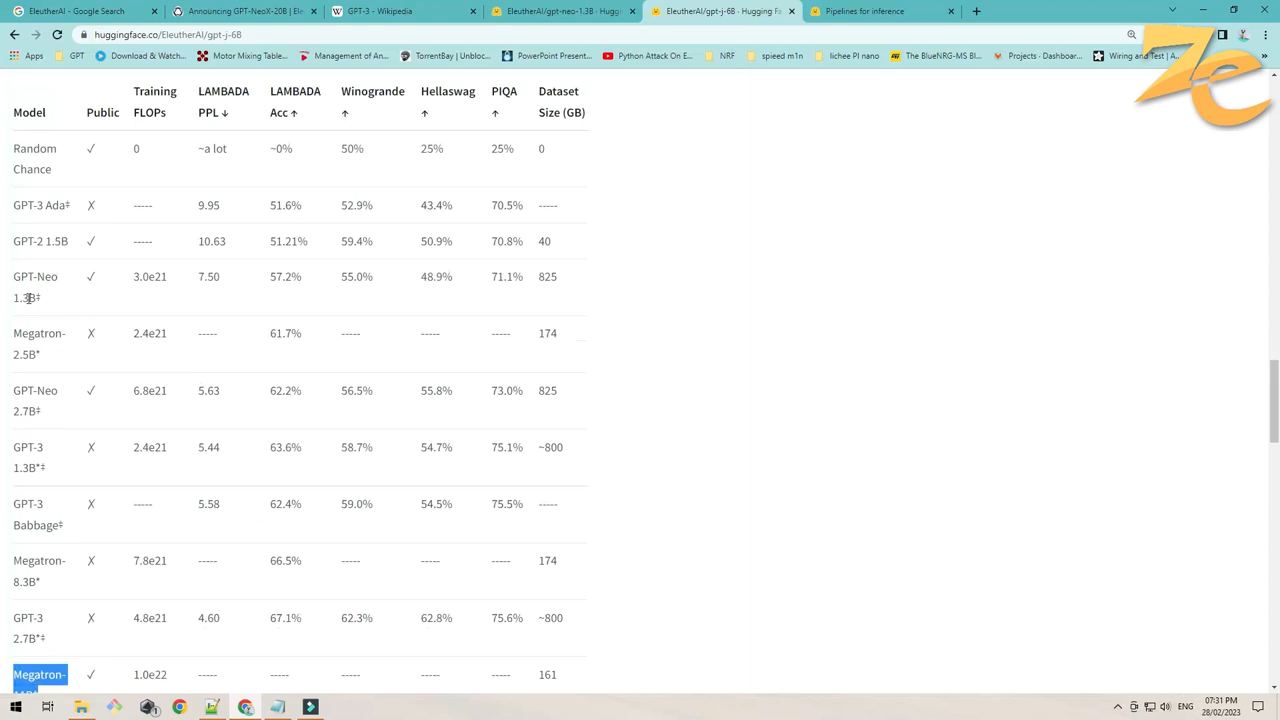 EleutherAI - Google Searching
Announcing GPT-NeoX-20B | Ele
GPT-3 - Wikipedia
EleutherAI/gpt-neo-1.3B · Huggi
EleutherAI/gpt-j-6B · Hugging Fa
Pipelines for inference
huggingface.co/EleutherAI/gpt-j-6B
Apps
GPT
Download & Watch...
Motor Mixing Table...
Management of An...
TorrentBay | Unbloc...
PowerPoint Present...
Python Attack On E...
NRF
spieed m1n
lichee PI nano
The BlueNRG-MS Bl...
Projects - Dashboar...
Wiring and Test
Model Public Training FLOPs LAMBADA PPL ↓ LAMBADA Acc ↑ Winogrande ↑ Hellaswag ↑ PIQA ↑ Dataset Size (GB)
Random Chance ✓ 0 ~a lot ~0% 50% 25% 25% 0
GPT-3 Ada‡ ✗ ----- 9.95 51.6% 52.9% 43.4% 70.5% -----
GPT-2 1.5B ✓ ----- 10.63 51.21% 59.4% 50.9% 70.8% 40
GPT-Neo 1.3B‡ ✓ 3.0e21 7.50 57.2% 55.0% 48.9% 71.1% 825
Megatron-2.5B* ✗ 2.4e21 ----- 61.7% ----- ----- ----- 174
GPT-Neo 2.7B‡ ✓ 6.8e21 5.63 62.2% 56.5% 55.8% 73.0% 825
GPT-3 1.3B*‡ ✗ 2.4e21 5.44 63.6% 58.7% 54.7% 75.1% ~800
GPT-3 Babbage‡ ✗ ----- 5.58 62.4% 59.0% 54.5% 75.5% -----
Megatron-8.3B* ✗ 7.8e21 ----- 66.5% ----- ----- ----- 174
GPT-3 2.7B*‡ ✗ 4.8e21 4.60 67.1% 62.3% 62.8% 75.6% ~800
Megatron- ✓ 1.0e22 ----- ----- ----- ----- ----- 161
ENG
07:31 PM
28/02/2023